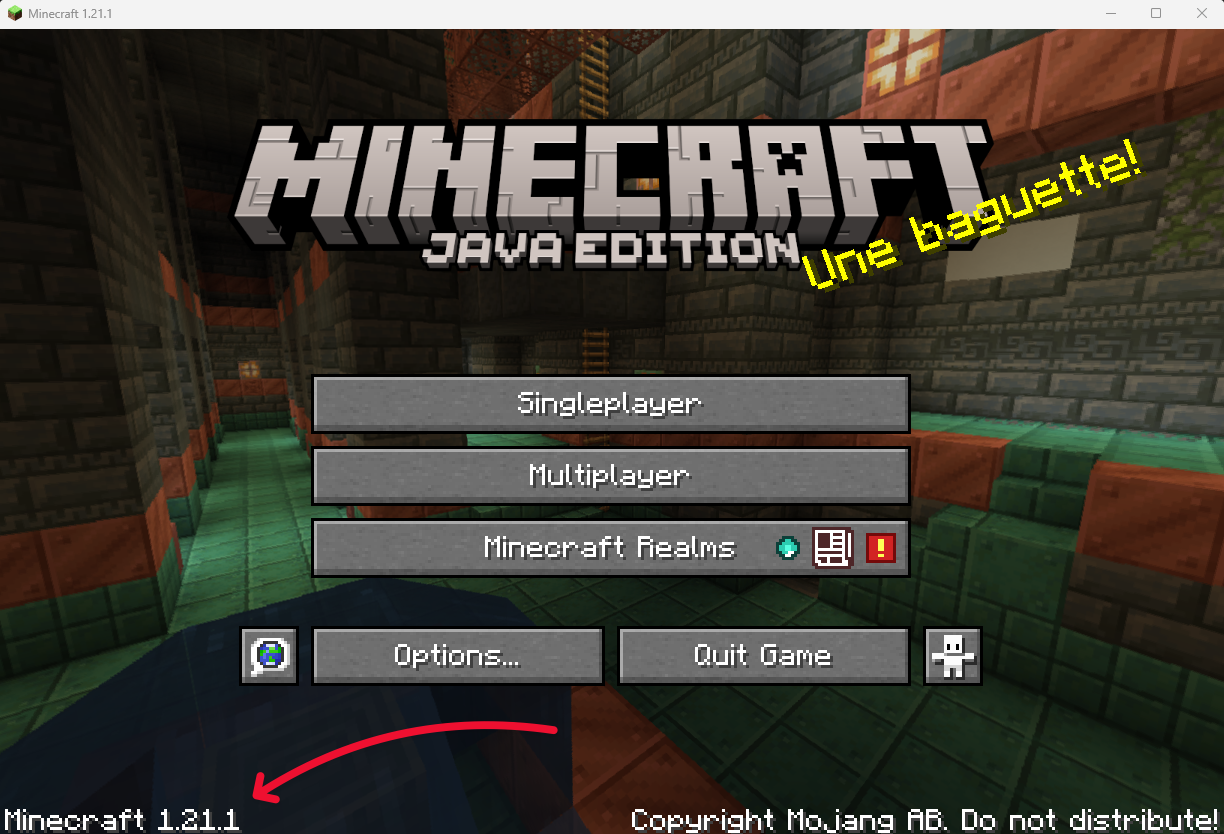 Minecraft 1.21.1
MINECRAFT
JAVA EDITION
Une baguette!
Singleplayer
Multiplayer
Minecraft Realms
Options...
Quit Game
Minecraft 1.21.1
Copyright Mojang AB. Do not distribute!